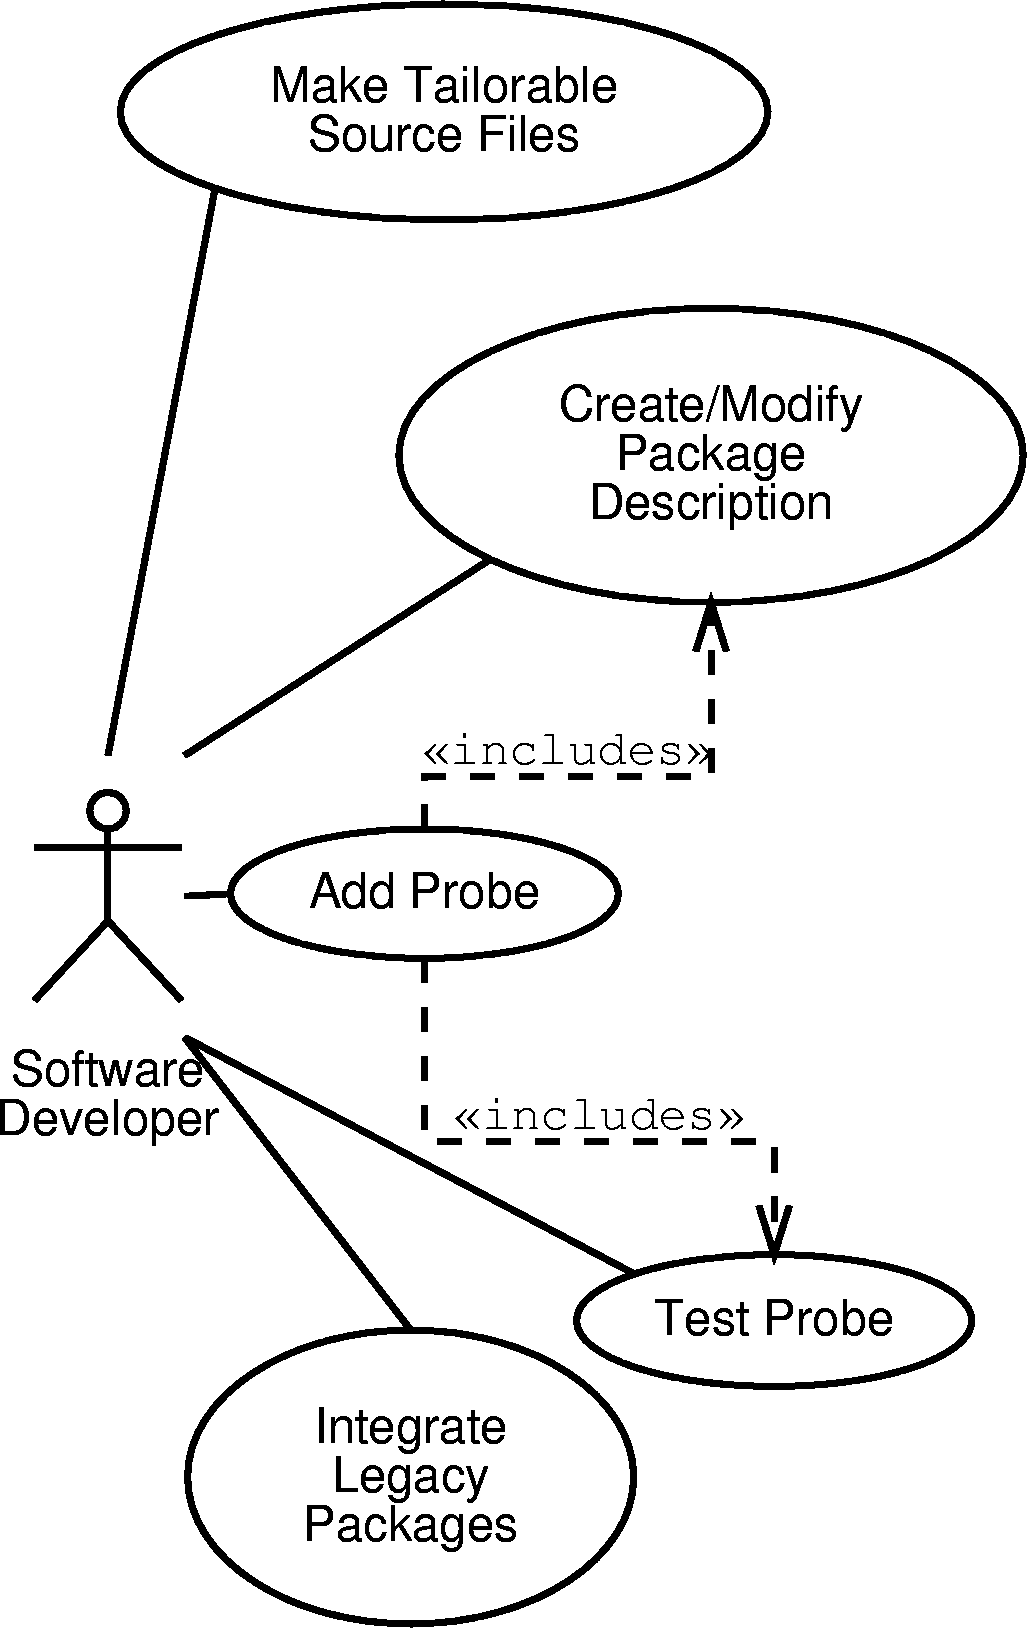 Make Tailorable
Source Files
Create/Modify
Package
Description
«includes»
Add Probe
Software
Developer
«includes»
Test Probe
Integrate
Legacy
Packages